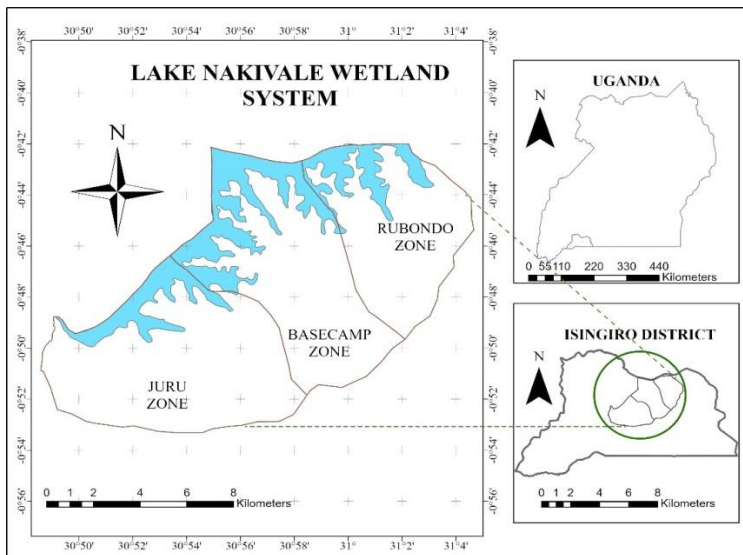 30°50' 30°52' 30°54' 30°56' 30°58' 31° 31°2' 31°4'
-0°38'
-0°40'
-0°42'
-0°44'
-0°46'
-0°48'
-0°50'
-0°52'
-0°54'
-0°56'
LAKE NAKIVALE WETLAND
SYSTEM
N
RUBONDO
ZONE
BASECAMP
ZONE
JURU
ZONE
0 1 2 4 6 8
Kilometers
30°50' 30°52' 30°54' 30°56' 30°58' 31° 31°2' 31°4'
-0°38'
-0°40'
-0°42'
-0°44'
-0°46'
-0°48'
-0°50'
-0°52'
-0°54'
-0°56'
UGANDA
N
0 55 110 220 330 440
Kilometers
ISINGIRO DISTRICT
N
0 1 2 4 6 8
Kilometers